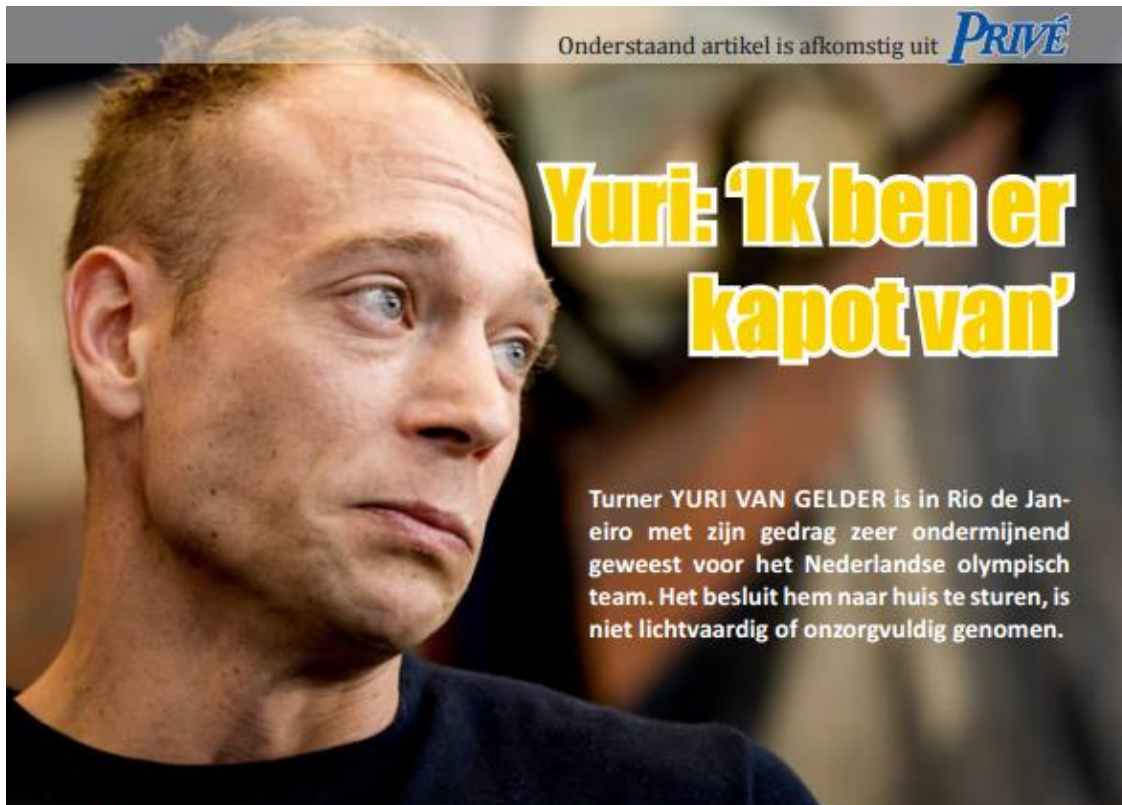 Onderstaand artikel is afkomstig uit PRIVÉ
Yuri: ‘Ik ben er
kapot van’
Turner YURI VAN GELDER is in Rio de Jan-
eiro met zijn gedrag zeer ondermijnend
geweest voor het Nederlandse olympisch
team. Het besluit hem naar huis te sturen, is
niet lichtvaardig of onzorgvuldig genomen.